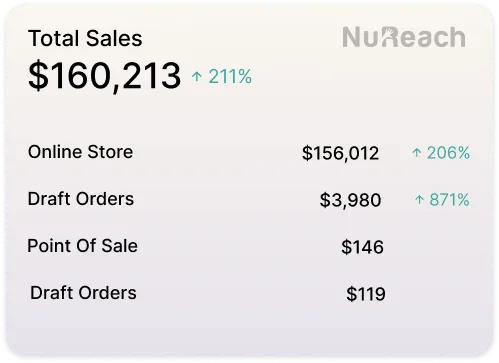 Total Sales
NuReach
$160,213 ↑ 211%
Online Store $156,012 ↑ 206%
Draft Orders $3,980 ↑ 871%
Point Of Sale $146
Draft Orders $119